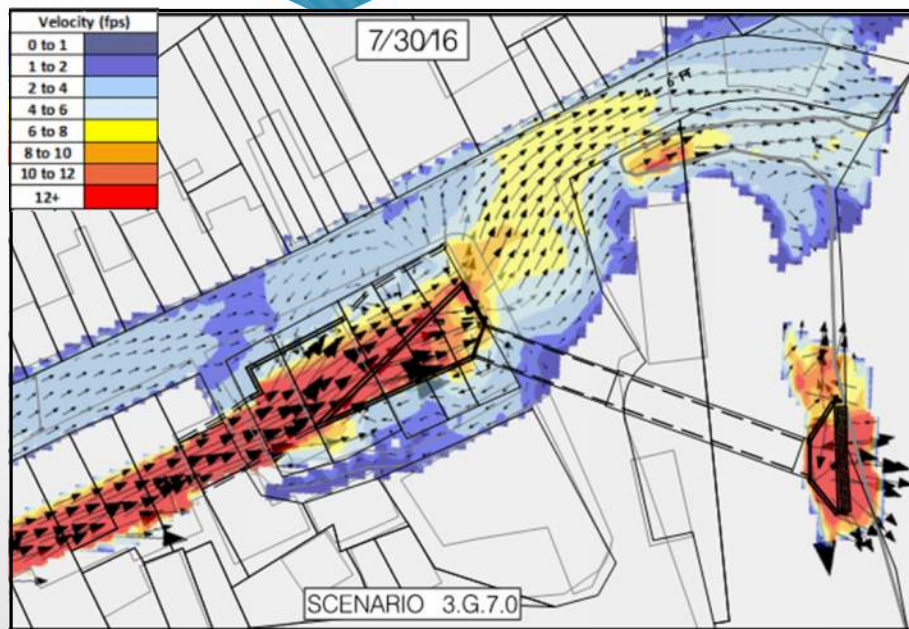 Velocity (fps)
0 to 1
1 to 2
2 to 4
4 to 6
6 to 8
8 to 10
10 to 12
12+
7/30/16
SCENARIO 3.G.7.0